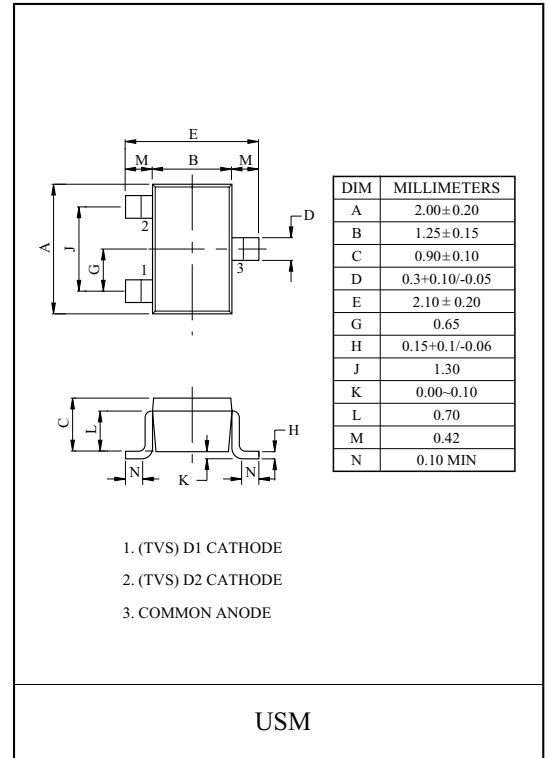 E
M B M
A
J
G
2
1
3
D
DIM MILLIMETERS
A 2.00±0.20
B 1.25±0.15
C 0.90±0.10
D 0.3+0.10/-0.05
E 2.10±0.20
G 0.65
H 0.15+0.1/-0.06
J 1.30
K 0.00~0.10
L 0.70
M 0.42
N 0.10 MIN
C
L
H
N K N
1. (TVS) D1 CATHODE
2. (TVS) D2 CATHODE
3. COMMON ANODE
USM